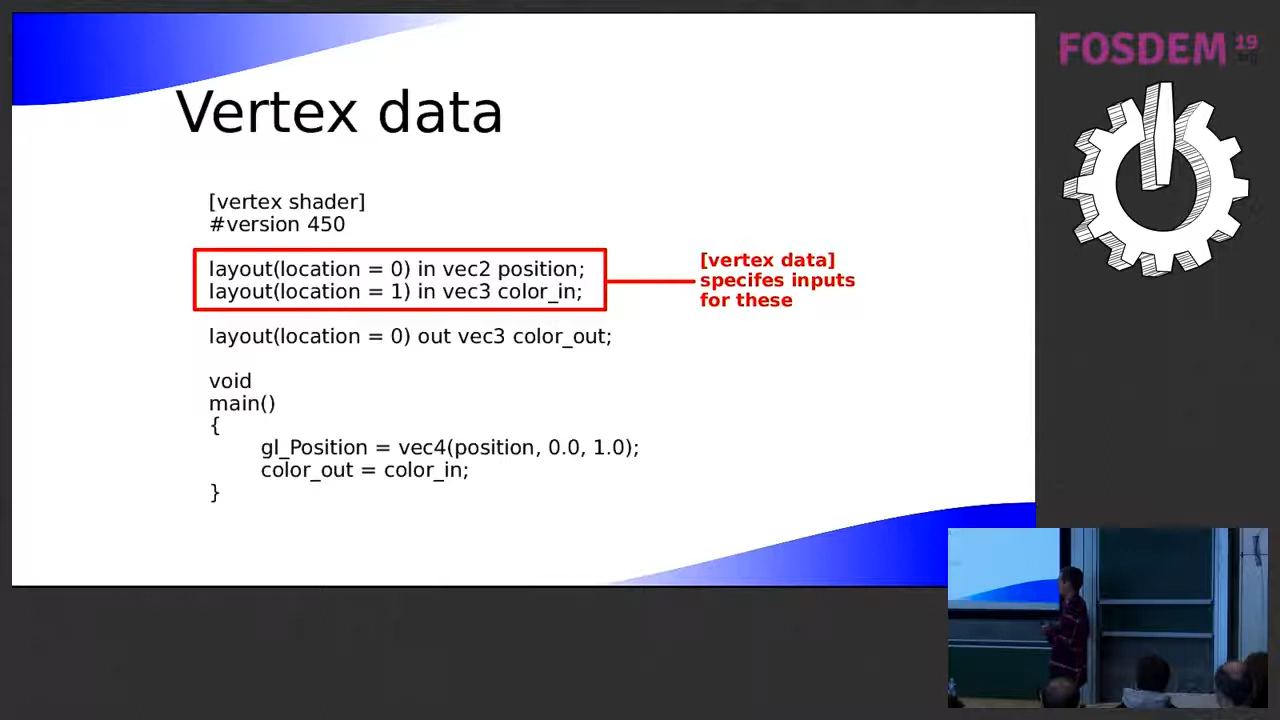 Vertex data
[vertex shader]
#version 450
layout(location = 0) in vec2 position;
layout(location = 1) in vec3 color_in;
[vertex data]
specifes inputs
for these
layout(location = 0) out vec3 color_out;
void
main()
{
gl_Position = vec4(position, 0.0, 1.0);
color_out = color_in;
}
FOSDEM 19
.org